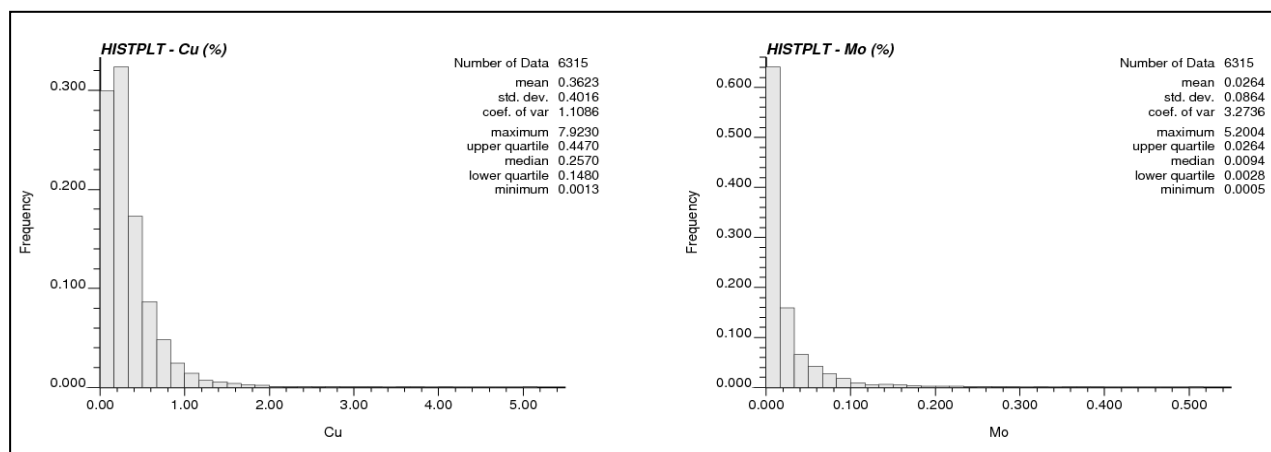 HISTPLT - Cu (%)
Number of Data 6315
mean 0.3623
std. dev. 0.4016
coef. of var 1.1086
maximum 7.9230
upper quartile 0.4470
median 0.2570
lower quartile 0.1480
minimum 0.0013
Frequency
0.300
0.200
0.100
0.000
0.00 1.00 2.00 3.00 4.00 5.00
Cu
HISTPLT - Mo (%)
Number of Data 6315
mean 0.0264
std. dev. 0.0864
coef. of var 3.2736
maximum 5.2004
upper quartile 0.0264
median 0.0094
lower quartile 0.0028
minimum 0.0005
Frequency
0.600
0.500
0.400
0.300
0.200
0.100
0.000
0.000 0.100 0.200 0.300 0.400 0.500
Mo